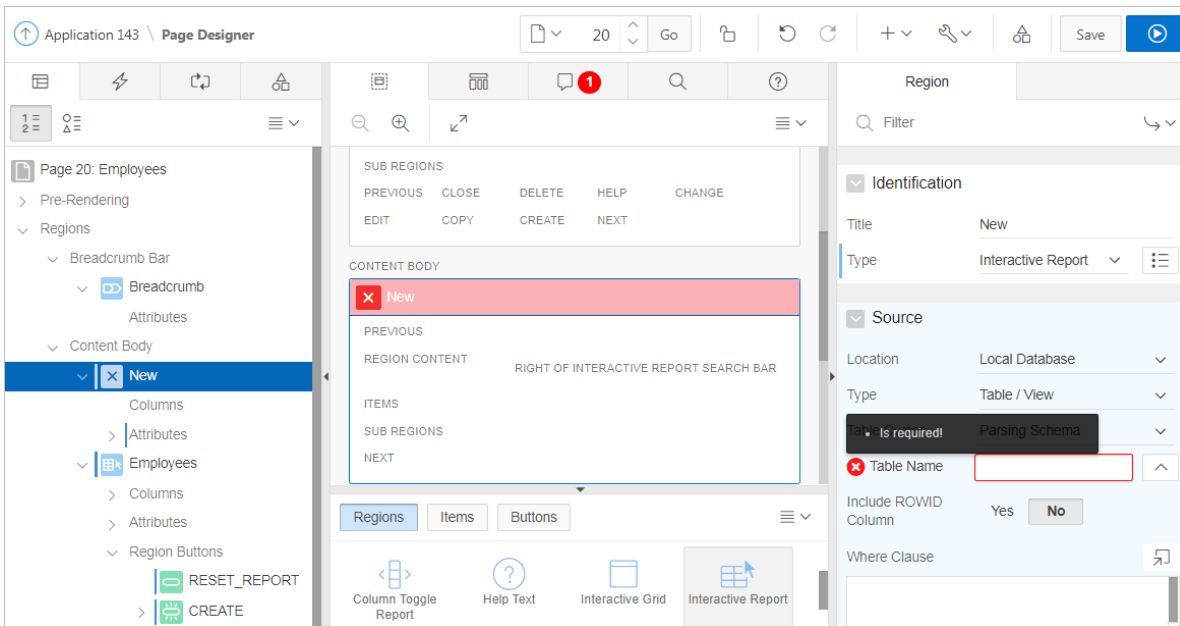 Application 143 \ Page Designer
20
Go
Save
1
Region
Filter
Page 20: Employees
Pre-Rendering
Regions
Breadcrumb Bar
Breadcrumb
Attributes
Content Body
New
Columns
Attributes
Employees
Columns
Attributes
Region Buttons
RESET_REPORT
CREATE
SUB REGIONS
PREVIOUS CLOSE DELETE HELP CHANGE
EDIT COPY CREATE NEXT
CONTENT BODY
New
PREVIOUS
REGION CONTENT
RIGHT OF INTERACTIVE REPORT SEARCH BAR
ITEMS
SUB REGIONS
NEXT
Regions Items Buttons
Column Toggle Report
Help Text
Interactive Grid
Interactive Report
Identification
Title New
Type Interactive Report
Source
Location Local Database
Type Table / View
Parsing Schema
• Is required!
Table Name
Include ROWID Column
Yes No
Where Clause